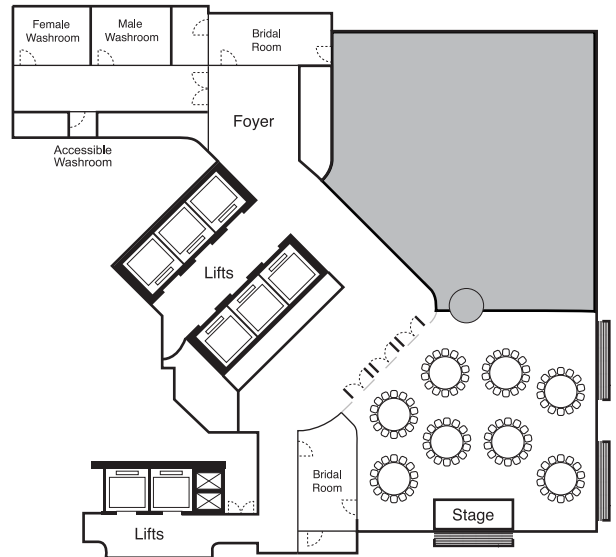 Female
Washroom
Male
Washroom
Bridal
Room
Foyer
Accessible
Washroom
Lifts
Bridal
Room
Stage
Lifts